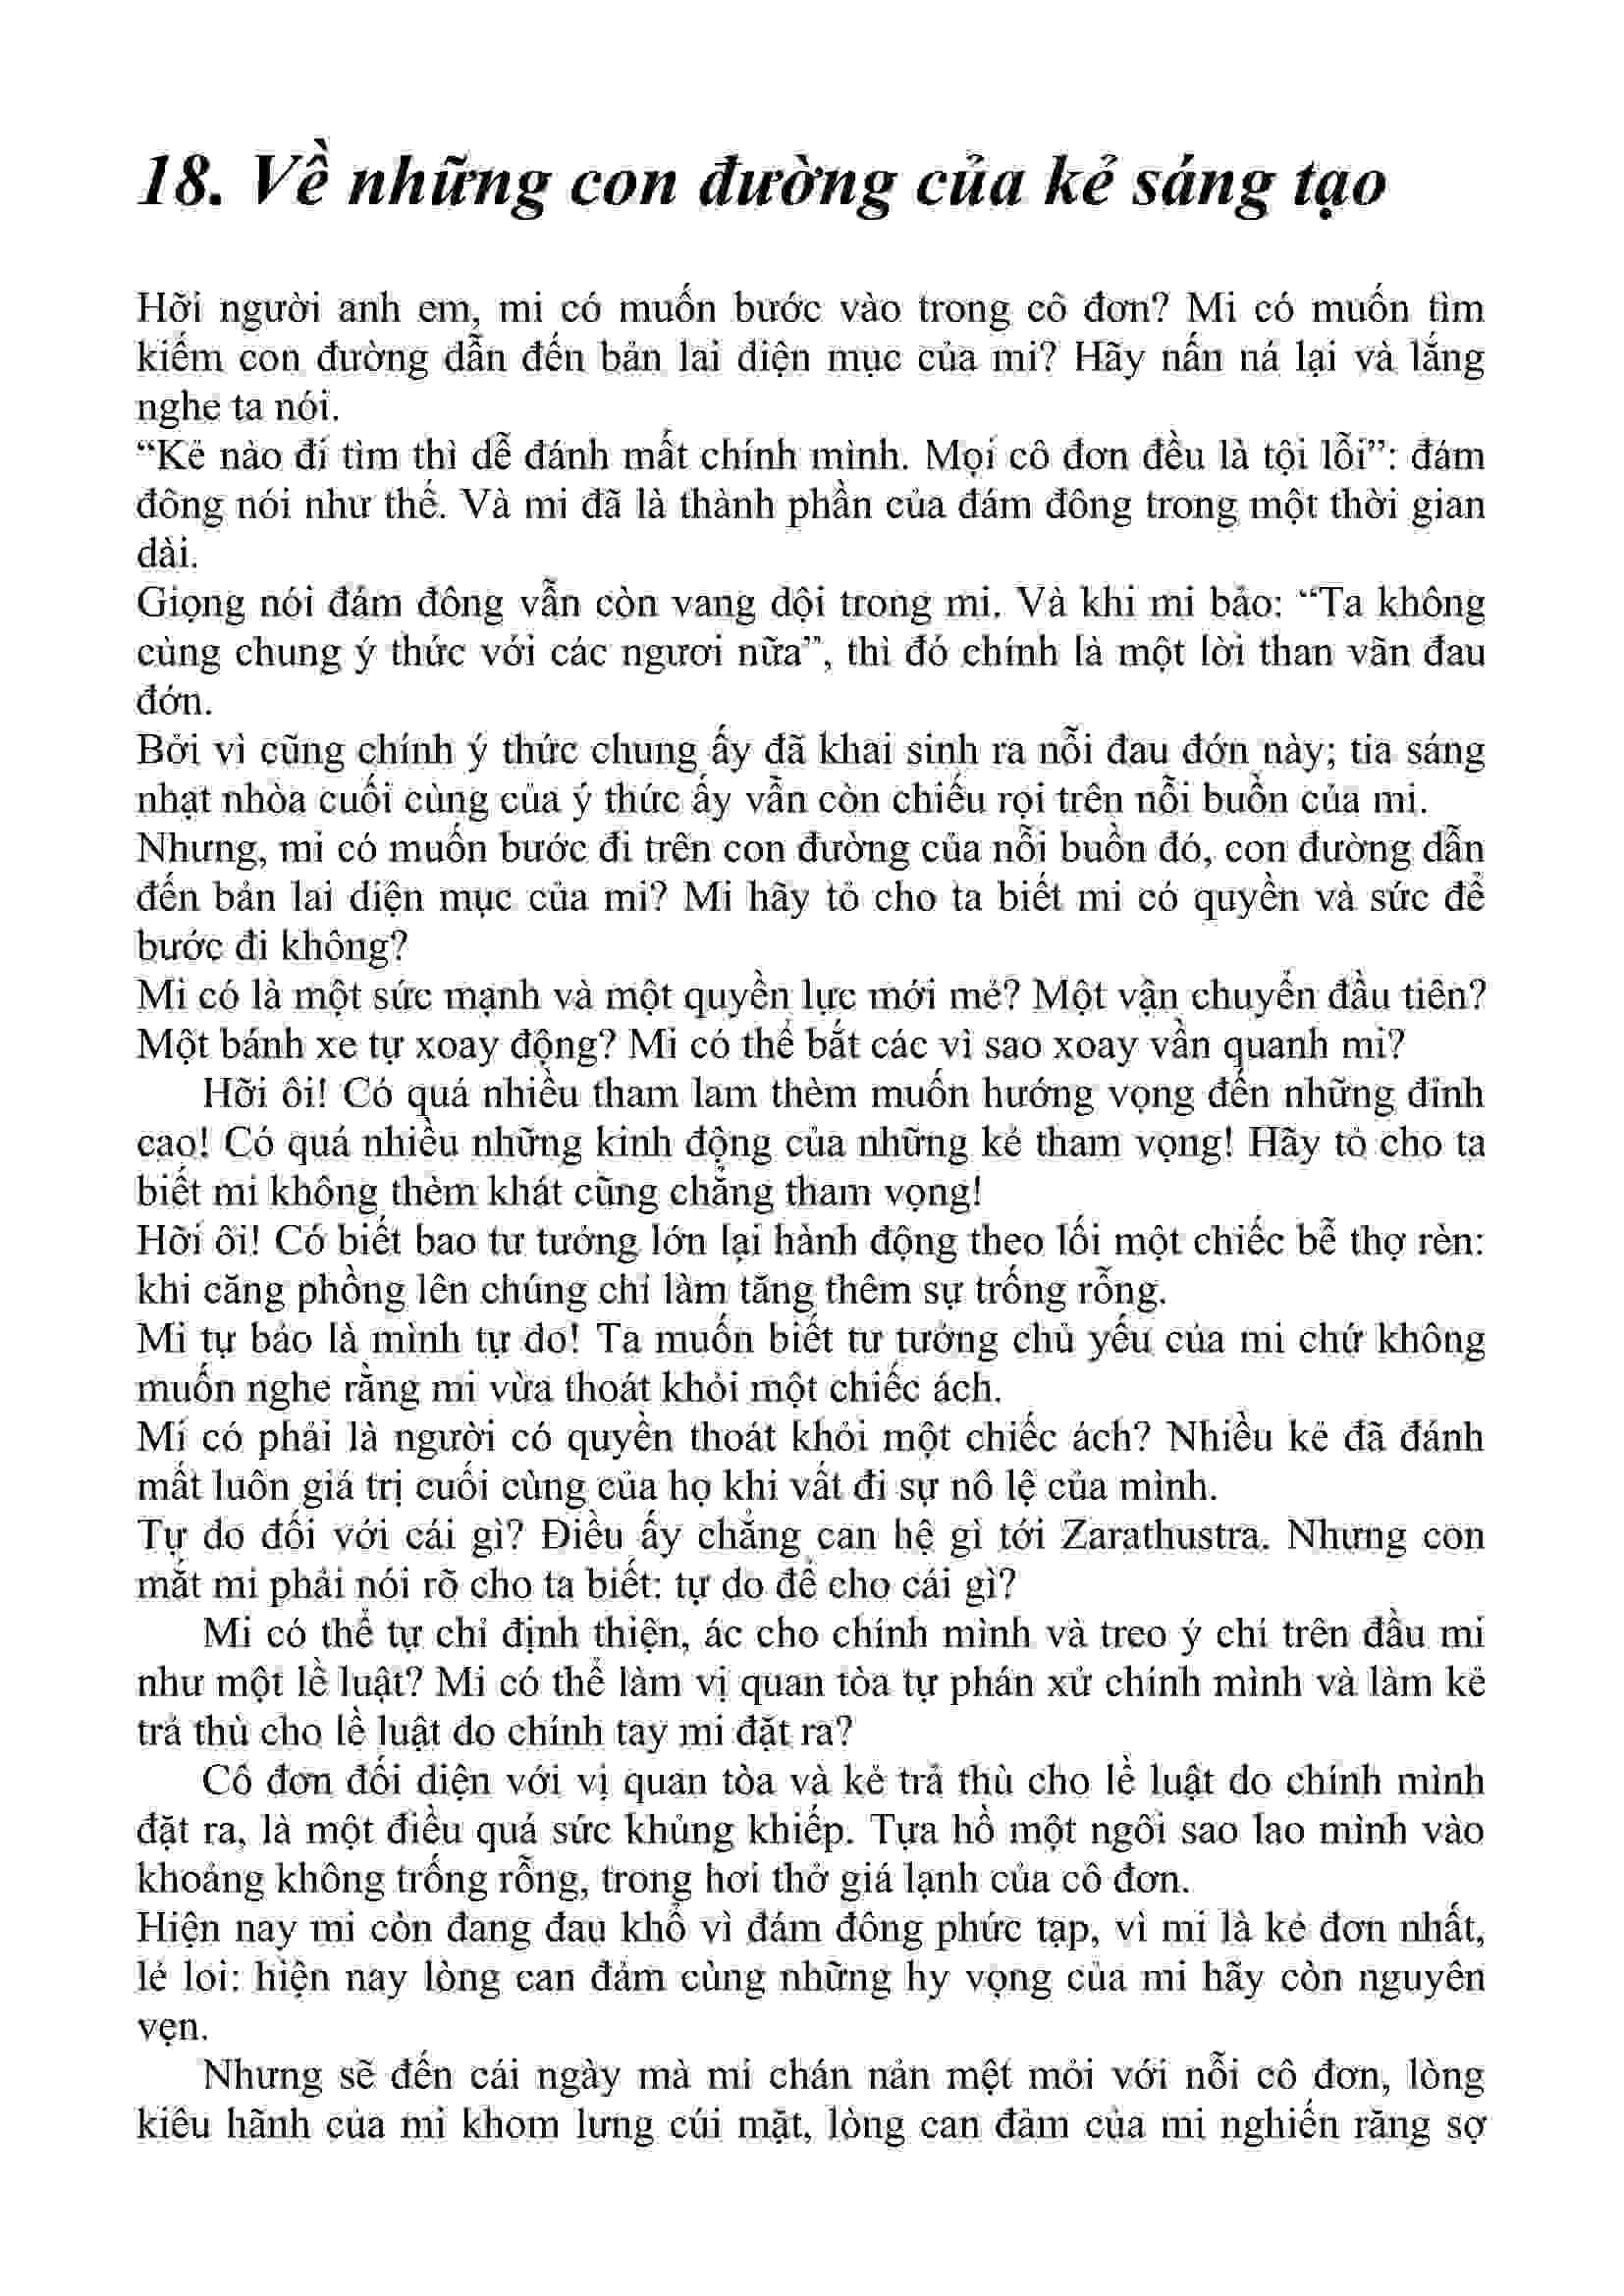 18. Về những con đường của kẻ sáng tạo
Hỡi người anh em, mi có muốn bước vào trong cô đơn? Mi có muốn tìm
kiếm con đường dẫn đến bản lai diện mục của mi? Hãy nấn ná lại và lắng
nghe ta nói.
“Kẻ nào đi tìm thì dễ đánh mất chính mình. Mọi cô đơn đều là tội lỗi”: đám
đông nói như thế. Và mi đã là thành phần của đám đông trong một thời gian
dài.
Giọng nói đám đông vẫn còn vang dội trong mi. Và khi mi bảo: “Ta không
cùng chung ý thức với các ngươi nữa”, thì đó chính là một lời than vãn đau
đớn.
Bởi vì cũng chính ý thức chung ấy đã khai sinh ra nỗi đau đớn này; tia sáng
nhạt nhòa cuối cùng của ý thức ấy vẫn còn chiếu rọi trên nỗi buồn của mi.
Nhưng, mi có muốn bước đi trên con đường của nỗi buồn đó, con đường dẫn
đến bản lai diện mục của mi? Mi hãy tỏ cho ta biết mi có quyền và sức để
bước đi không?
Mi có là một sức mạnh và một quyền lực mới mẻ? Một vận chuyển đầu tiên?
Một bánh xe tự xoay động? Mi có thể bắt các vì sao xoay vần quanh mi?
Hỡi ôi! Có quá nhiều tham lam thèm muốn hướng vọng đến những đỉnh
cao! Có quá nhiều những kinh động của những kẻ tham vọng! Hãy tỏ cho ta
biết mi không thèm khát cũng chẳng tham vọng!
Hỡi ôi! Có biết bao tư tưởng lớn lại hành động theo lối một chiếc bễ thợ rèn:
khi căng phồng lên chúng chỉ làm tăng thêm sự trống rỗng.
Mi tự bảo là mình tự do! Ta muốn biết tư tưởng chủ yếu của mi chứ không
muốn nghe rằng mi vừa thoát khỏi một chiếc ách.
Mi có phải là người có quyền thoát khỏi một chiếc ách? Nhiều kẻ đã đánh
mất luôn giá trị cuối cùng của họ khi vất đi sự nô lệ của mình.
Tự do đối với cái gì? Điều ấy chẳng can hệ gì tới Zarathustra. Nhưng con
mắt mi phải nói rõ cho ta biết: tự do để cho cái gì?
Mi có thể tự chỉ định thiện, ác cho chính mình và treo ý chí trên đầu mi
như một lề luật? Mi có thể làm vị quan tòa tự phán xử chính mình và làm kẻ
trả thù cho lề luật do chính tay mi đặt ra?
Cô đơn đối diện với vị quan tòa và kẻ trả thù cho lề luật do chính mình
đặt ra, là một điều quá sức khủng khiếp. Tựa hồ một ngôi sao lao mình vào
khoảng không trống rỗng, trong hơi thở giá lạnh của cô đơn.
Hiện nay mi còn đang đau khổ vì đám đông phức tạp, vì mi là kẻ đơn nhất,
lẻ loi: hiện nay lòng can đảm cùng những hy vọng của mi hãy còn nguyên
vẹn.
Nhưng sẽ đến cái ngày mà mi chán nản mệt mỏi với nỗi cô đơn, lòng
kiêu hãnh của mi khom lưng cúi mặt, lòng can đảm của mi nghiến răng sợ